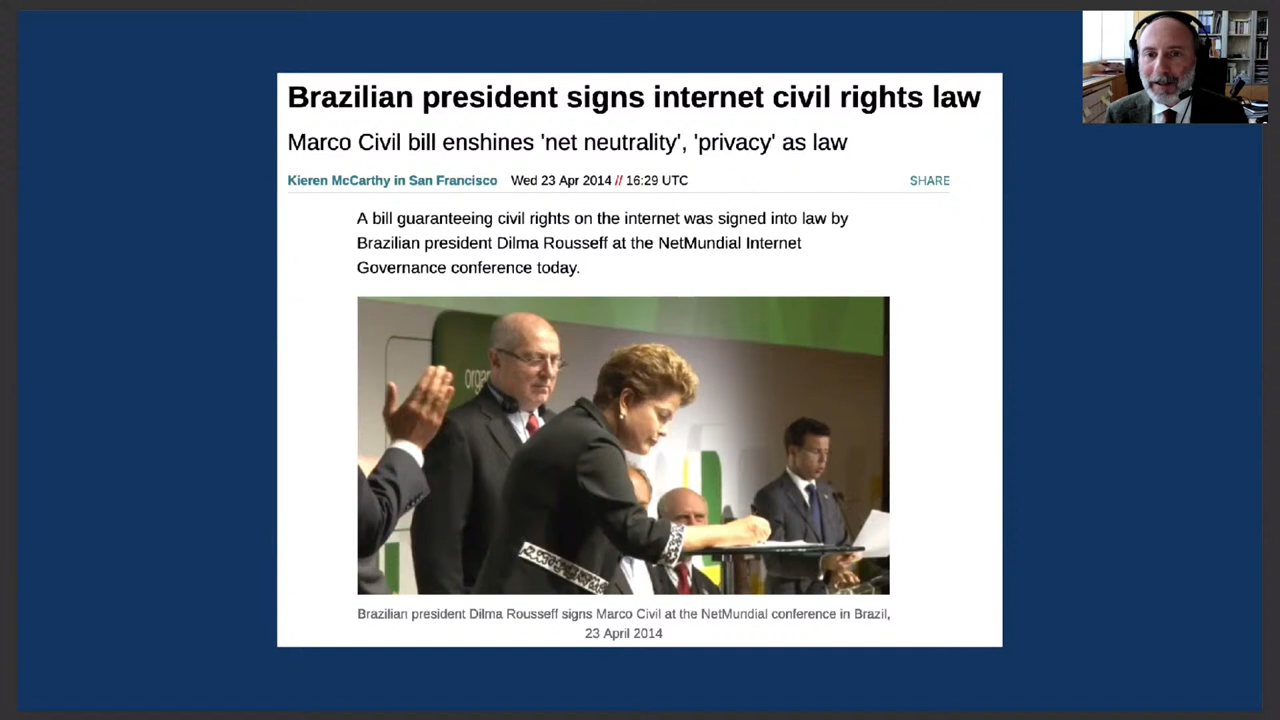 Brazilian president signs internet civil rights law
Marco Civil bill enshines 'net neutrality', 'privacy' as law
Kieren McCarthy in San Francisco Wed 23 Apr 2014 // 16:29 UTC SHARE
A bill guaranteeing civil rights on the internet was signed into law by
Brazilian president Dilma Rousseff at the NetMundial Internet
Governance conference today.
Brazilian president Dilma Rousseff signs Marco Civil at the NetMundial conference in Brazil,
23 April 2014